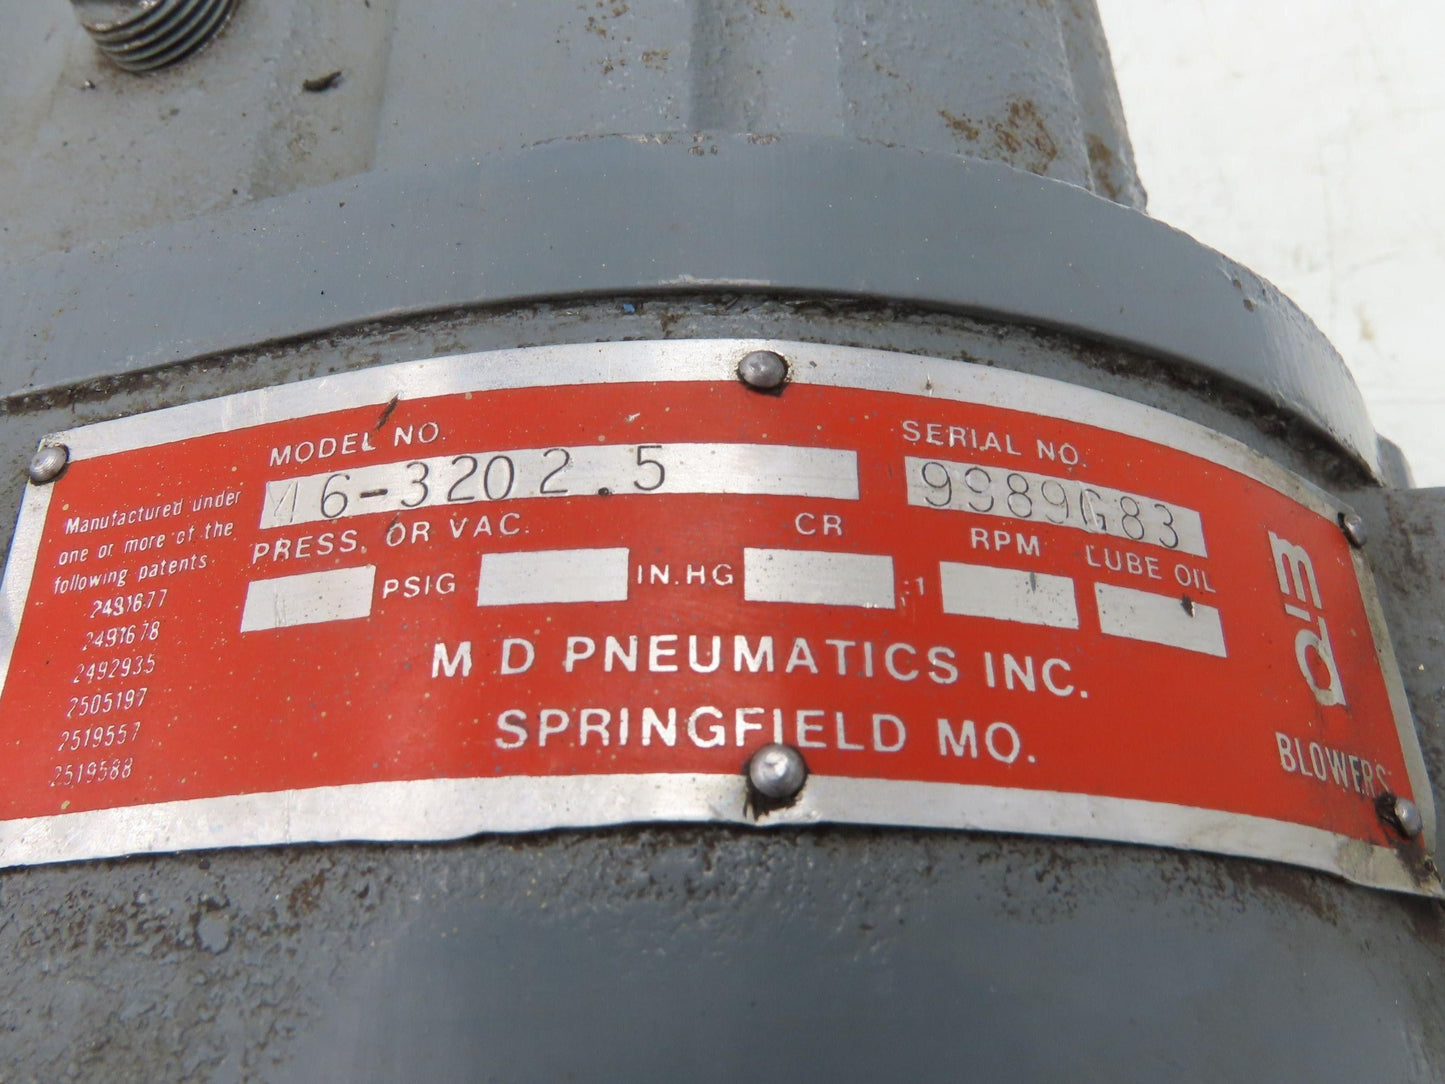 MODEL NO.
M6-3202.5
SERIAL NO.
9989G83
Manufactured under
one or more of the
following patents
2491677
2491678
2492935
2505197
2519557
2519588
PRESS. OR VAC.
PSIG
IN.HG
CR
:1
RPM
LUBE OIL
M D PNEUMATICS INC.
SPRINGFIELD MO.
m-d
BLOWERS